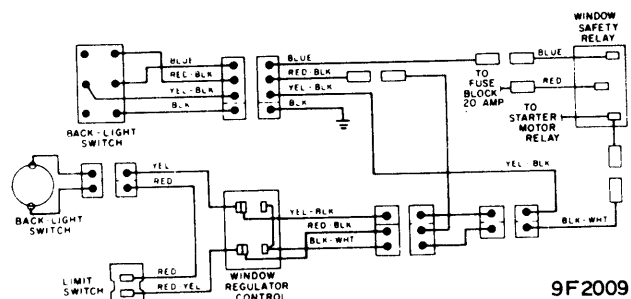 WINDOW
SAFETY
RELAY
BLUE
RED-BLK
YEL-BLK
BLK
BACK-LIGHT
SWITCH
BLUE
RED-BLK
YEL-BLK
BLK
BLUE
TO
FUSE
BLOCK
20 AMP
RED
TO
STARTER
MOTOR
RELAY
YEL
RED
BACK-LIGHT
SWITCH
YEL-BLK
YEL-BLK
RED-BLK
BLK-WHT
BLK-WHT
LIMIT
SWITCH
RED
RED YEL
WINDOW
REGULATOR
CONTROL
9F2009